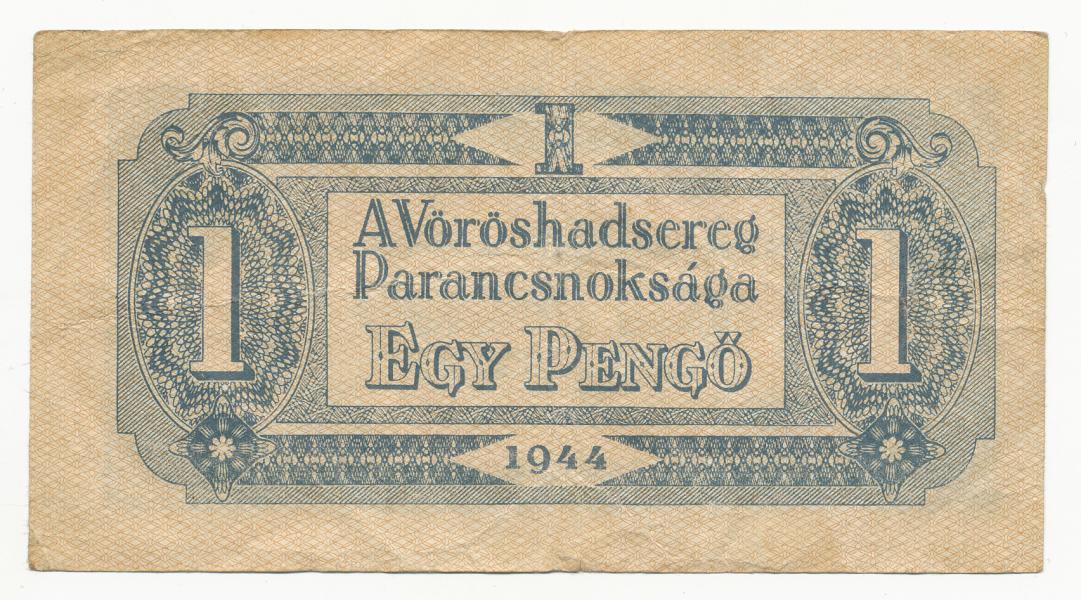 1
A Vöröshadsereg
1 Parancsnoksága 1
EGY PENGŐ
1944